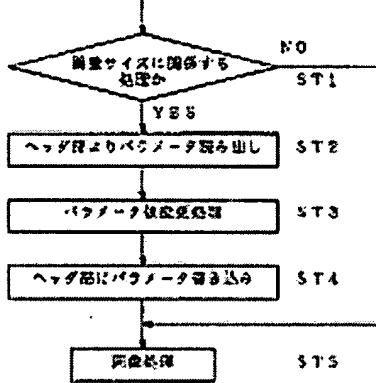 NO
画像サイズに関係する
処理か
ST1
YES
ヘッダ部よりパラメータ読み出し ST2
パラメータ値変更処理 ST3
ヘッダ部にパラメータ書き込み ST4
画像処理 ST5